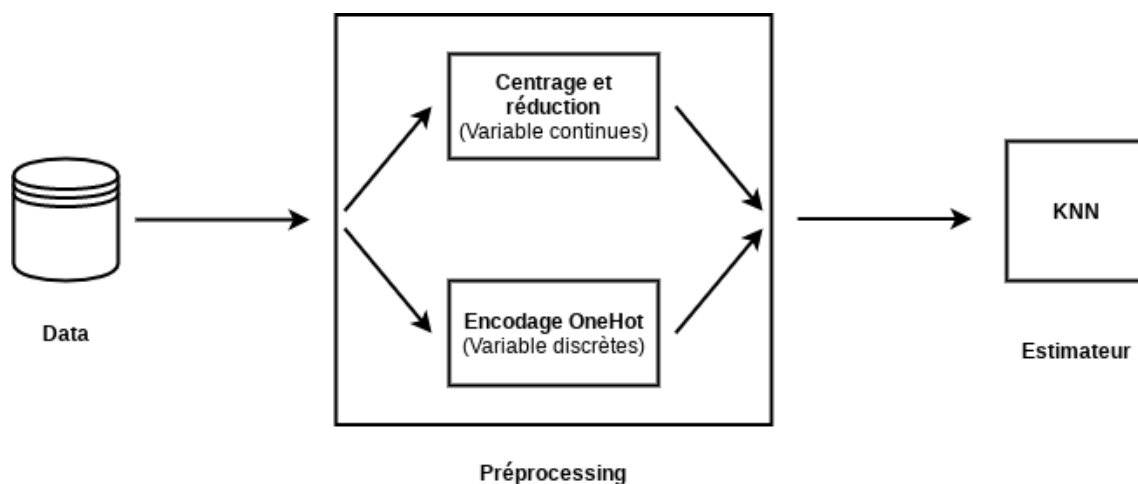 Centrage et
réduction
(Variable continues)
KNN
Encodage OneHot
(Variable discrètes)
Data
Estimateur
Préprocessing